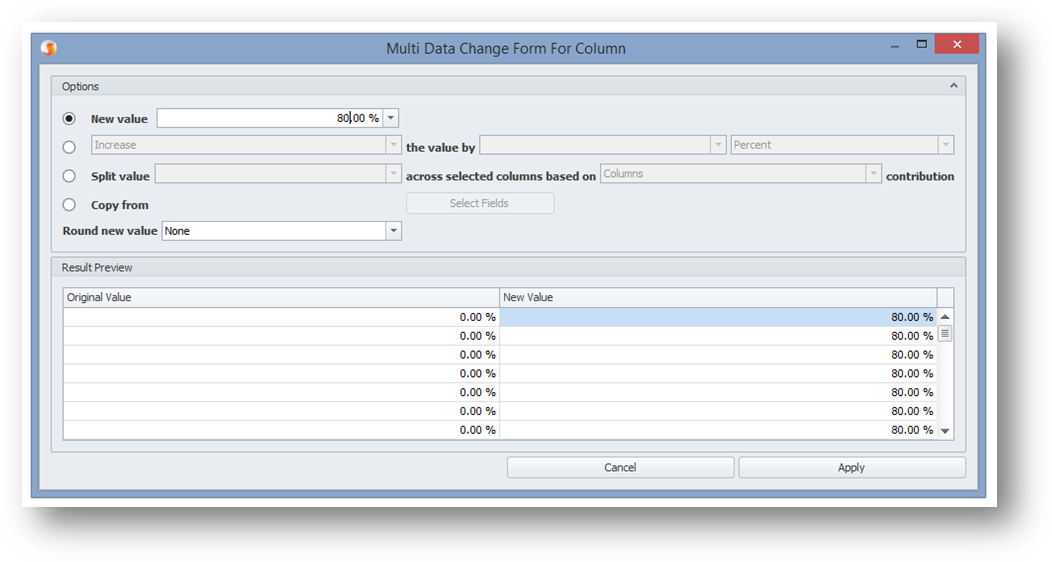 Multi Data Change Form For Column
Options
New value 80.00 %
Increase the value by Percent
Split value across selected columns based on Columns contribution
Copy from Select Fields
Round new value None
Result Preview
Original Value New Value
0.00 % 80.00 %
0.00 % 80.00 %
0.00 % 80.00 %
0.00 % 80.00 %
0.00 % 80.00 %
0.00 % 80.00 %
0.00 % 80.00 %
Cancel Apply